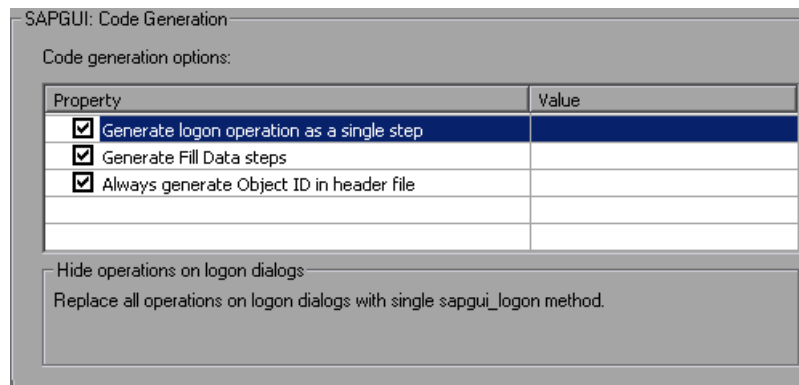 SAPGUI: Code Generation
Code generation options:
Property Value
Generate logon operation as a single step
Generate Fill Data steps
Always generate Object ID in header file
Hide operations on logon dialogs
Replace all operations on logon dialogs with single sapgui_logon method.